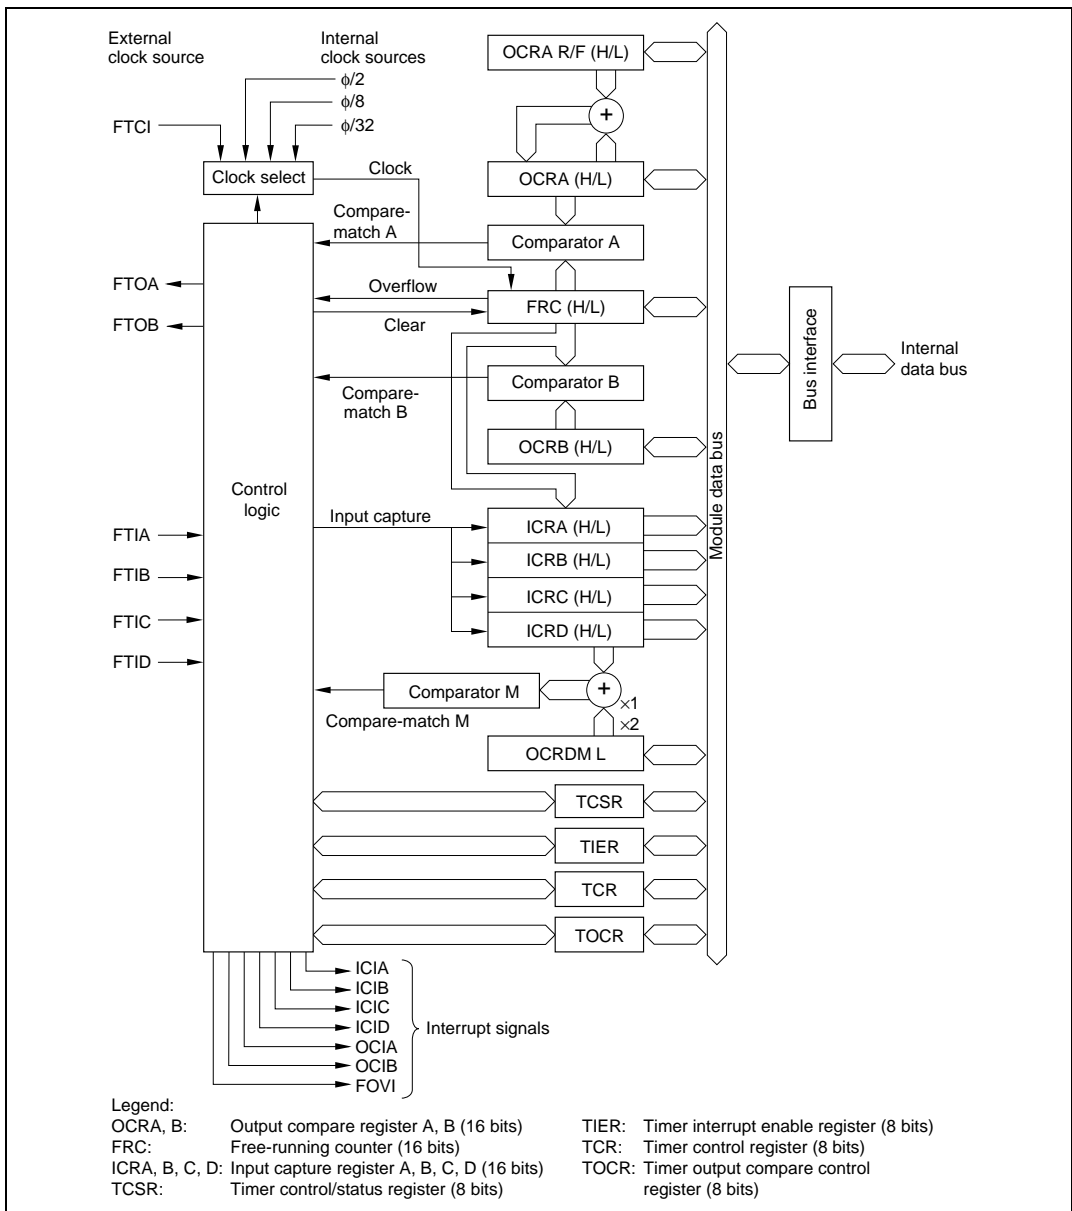 External
clock source
Internal
clock sources
ϕ/2
ϕ/8
ϕ/32
FTCI
Clock select
Clock
OCRA R/F (H/L)
+
OCRA (H/L)
Compare-
match A
Comparator A
FTOA
Overflow
FRC (H/L)
FTOB
Clear
Comparator B
Compare-
match B
OCRB (H/L)
Bus interface
Internal
data bus
Module data bus
Control
logic
Input capture
ICRA (H/L)
ICRB (H/L)
ICRC (H/L)
ICRD (H/L)
FTIA
FTIB
FTIC
FTID
Comparator M
+
×1
×2
Compare-match M
OCRDM L
TCSR
TIER
TCR
TOCR
ICIA
ICIB
ICIC
ICID
OCIA
OCIB
FOVI
Interrupt signals
Legend:
OCRA, B: Output compare register A, B (16 bits)
FRC: Free-running counter (16 bits)
ICRA, B, C, D: Input capture register A, B, C, D (16 bits)
TCSR: Timer control/status register (8 bits)
TIER: Timer interrupt enable register (8 bits)
TCR: Timer control register (8 bits)
TOCR: Timer output compare control
register (8 bits)